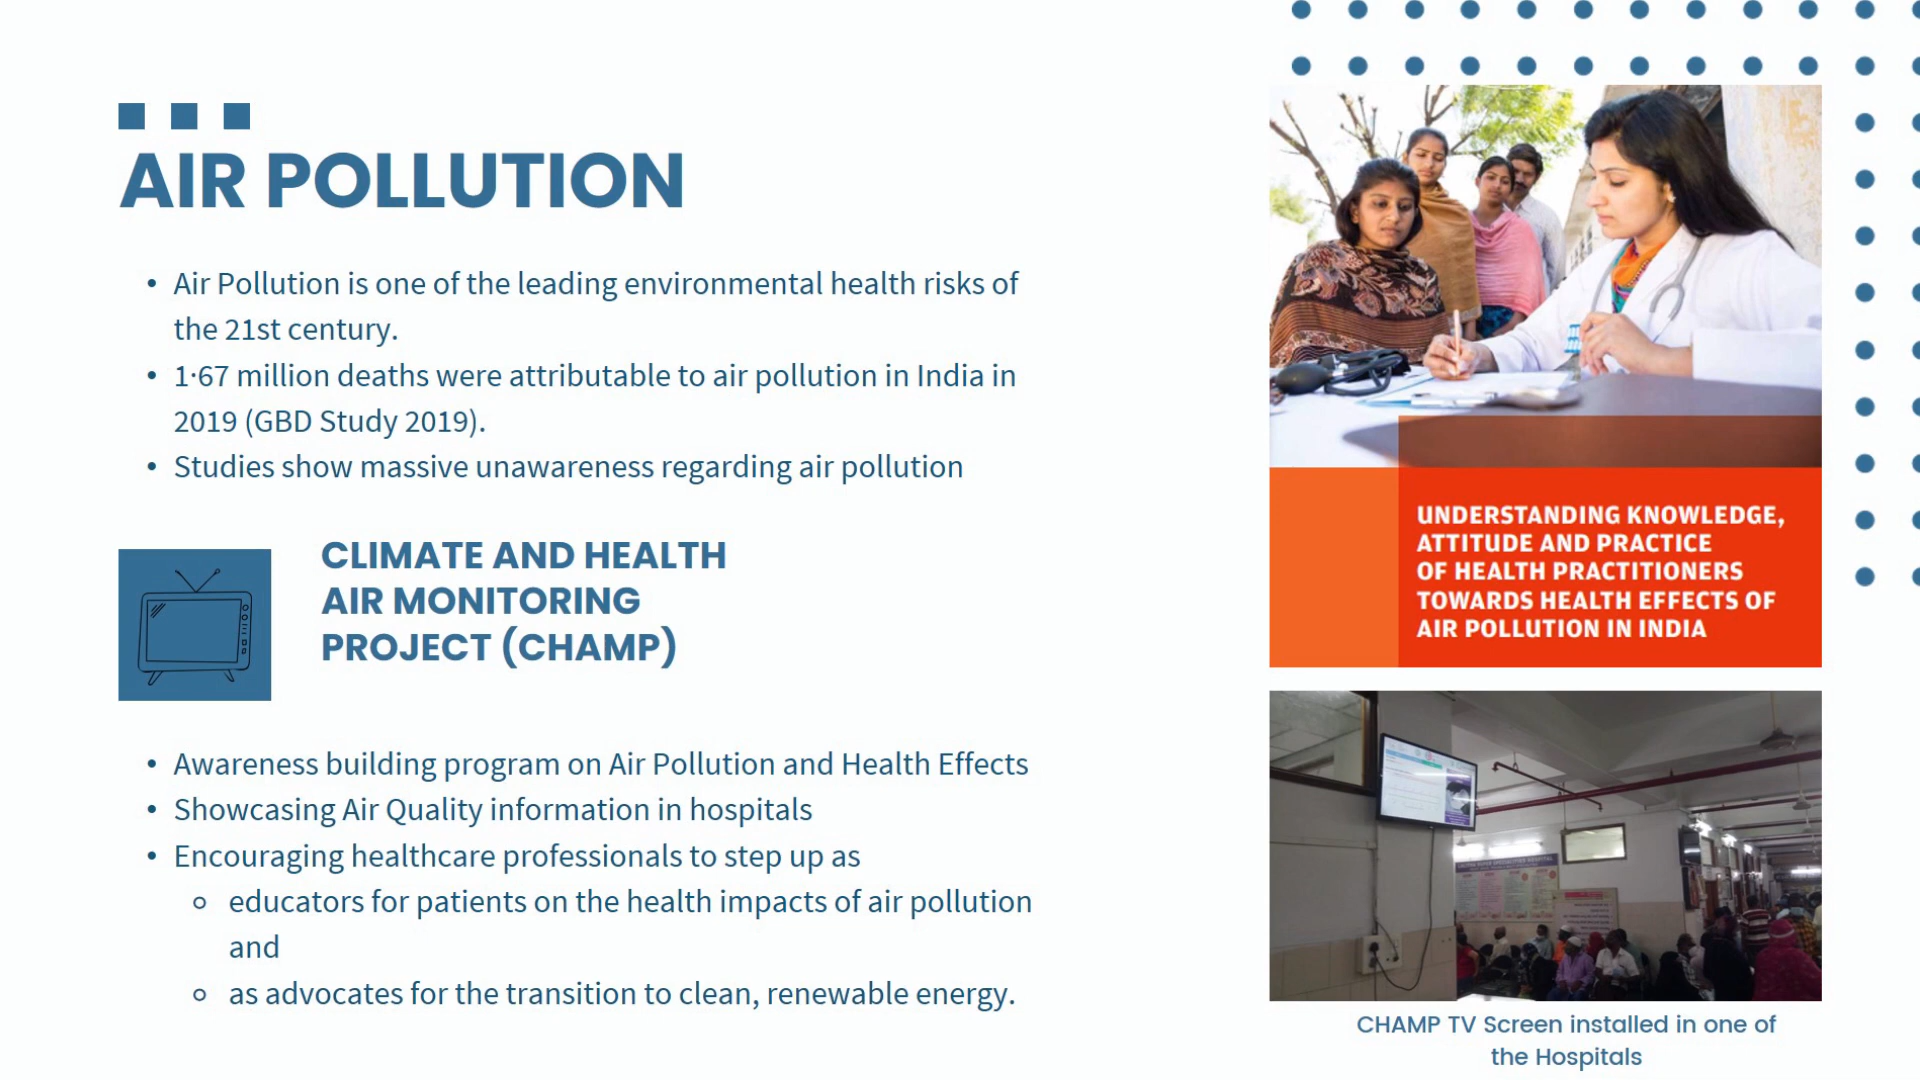 AIR POLLUTION
• Air Pollution is one of the leading environmental health risks of
the 21st century.
• 1·67 million deaths were attributable to air pollution in India in
2019 (GBD Study 2019).
• Studies show massive unawareness regarding air pollution
CLIMATE AND HEALTH
AIR MONITORING
PROJECT (CHAMP)
• Awareness building program on Air Pollution and Health Effects
• Showcasing Air Quality information in hospitals
• Encouraging healthcare professionals to step up as
◦ educators for patients on the health impacts of air pollution
and
◦ as advocates for the transition to clean, renewable energy.
UNDERSTANDING KNOWLEDGE,
ATTITUDE AND PRACTICE
OF HEALTH PRACTITIONERS
TOWARDS HEALTH EFFECTS OF
AIR POLLUTION IN INDIA
CHAMP TV Screen installed in one of
the Hospitals